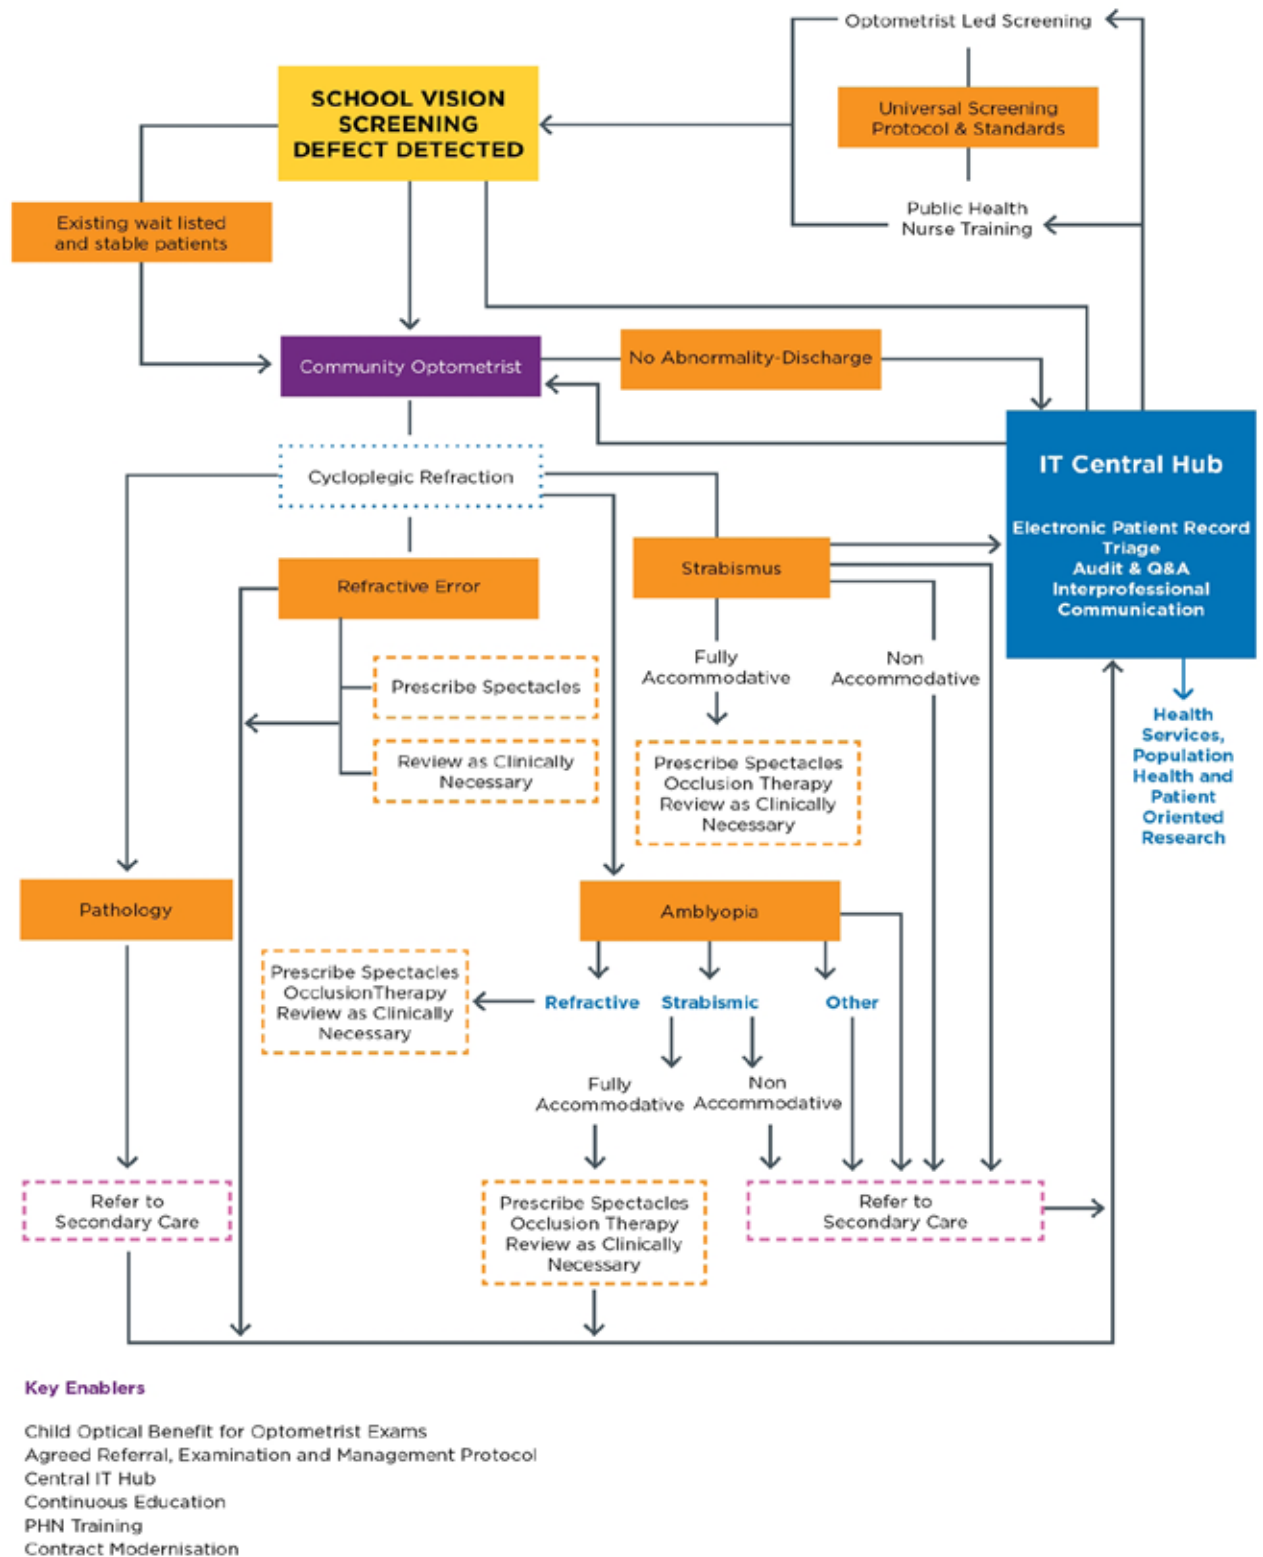 Optometrist Led Screening
SCHOOL VISION
SCREENING
DEFECT DETECTED
Universal Screening
Protocol & Standards
Existing wait listed
and stable patients
Public Health
Nurse Training
Community Optometrist
No Abnormality-Discharge
IT Central Hub
Electronic Patient Record
Triage
Audit & Q&A
Interprofessional
Communication
Cycloplegic Refraction
Refractive Error
Strabismus
Prescribe Spectacles
Review as Clinically
Necessary
Fully
Accommodative
Non
Accommodative
Prescribe Spectacles
Occlusion Therapy
Review as Clinically
Necessary
Health
Services,
Population
Health and
Patient
Oriented
Research
Pathology
Amblyopia
Prescribe Spectacles
OcclusionTherapy
Review as Clinically
Necessary
Refractive
Strabismic
Other
Fully
Accommodative
Non
Accommodative
Refer to
Secondary Care
Prescribe Spectacles
Occlusion Therapy
Review as Clinically
Necessary
Refer to
Secondary Care
Key Enablers
Child Optical Benefit for Optometrist Exams
Agreed Referral, Examination and Management Protocol
Central IT Hub
Continuous Education
PHN Training
Contract Modernisation